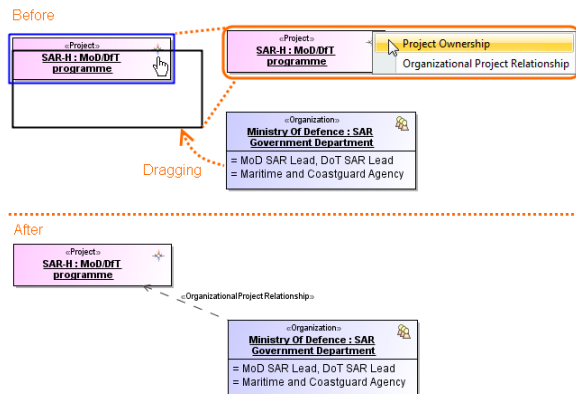 Before
«Project»
SAR-H : MoD/DfT
programme
«Project»
SAR-H : MoD/DfT
programme
Project Ownership
Organizational Project Relationship
«Organization»
Ministry Of Defence : SAR
Government Department
= MoD SAR Lead, DoT SAR Lead
= Maritime and Coastguard Agency
Dragging
After
«Project»
SAR-H : MoD/DfT
programme
«OrganizationalProject Relationship»
«Organization»
Ministry Of Defence : SAR
Government Department
= MoD SAR Lead, DoT SAR Lead
= Maritime and Coastguard Agency